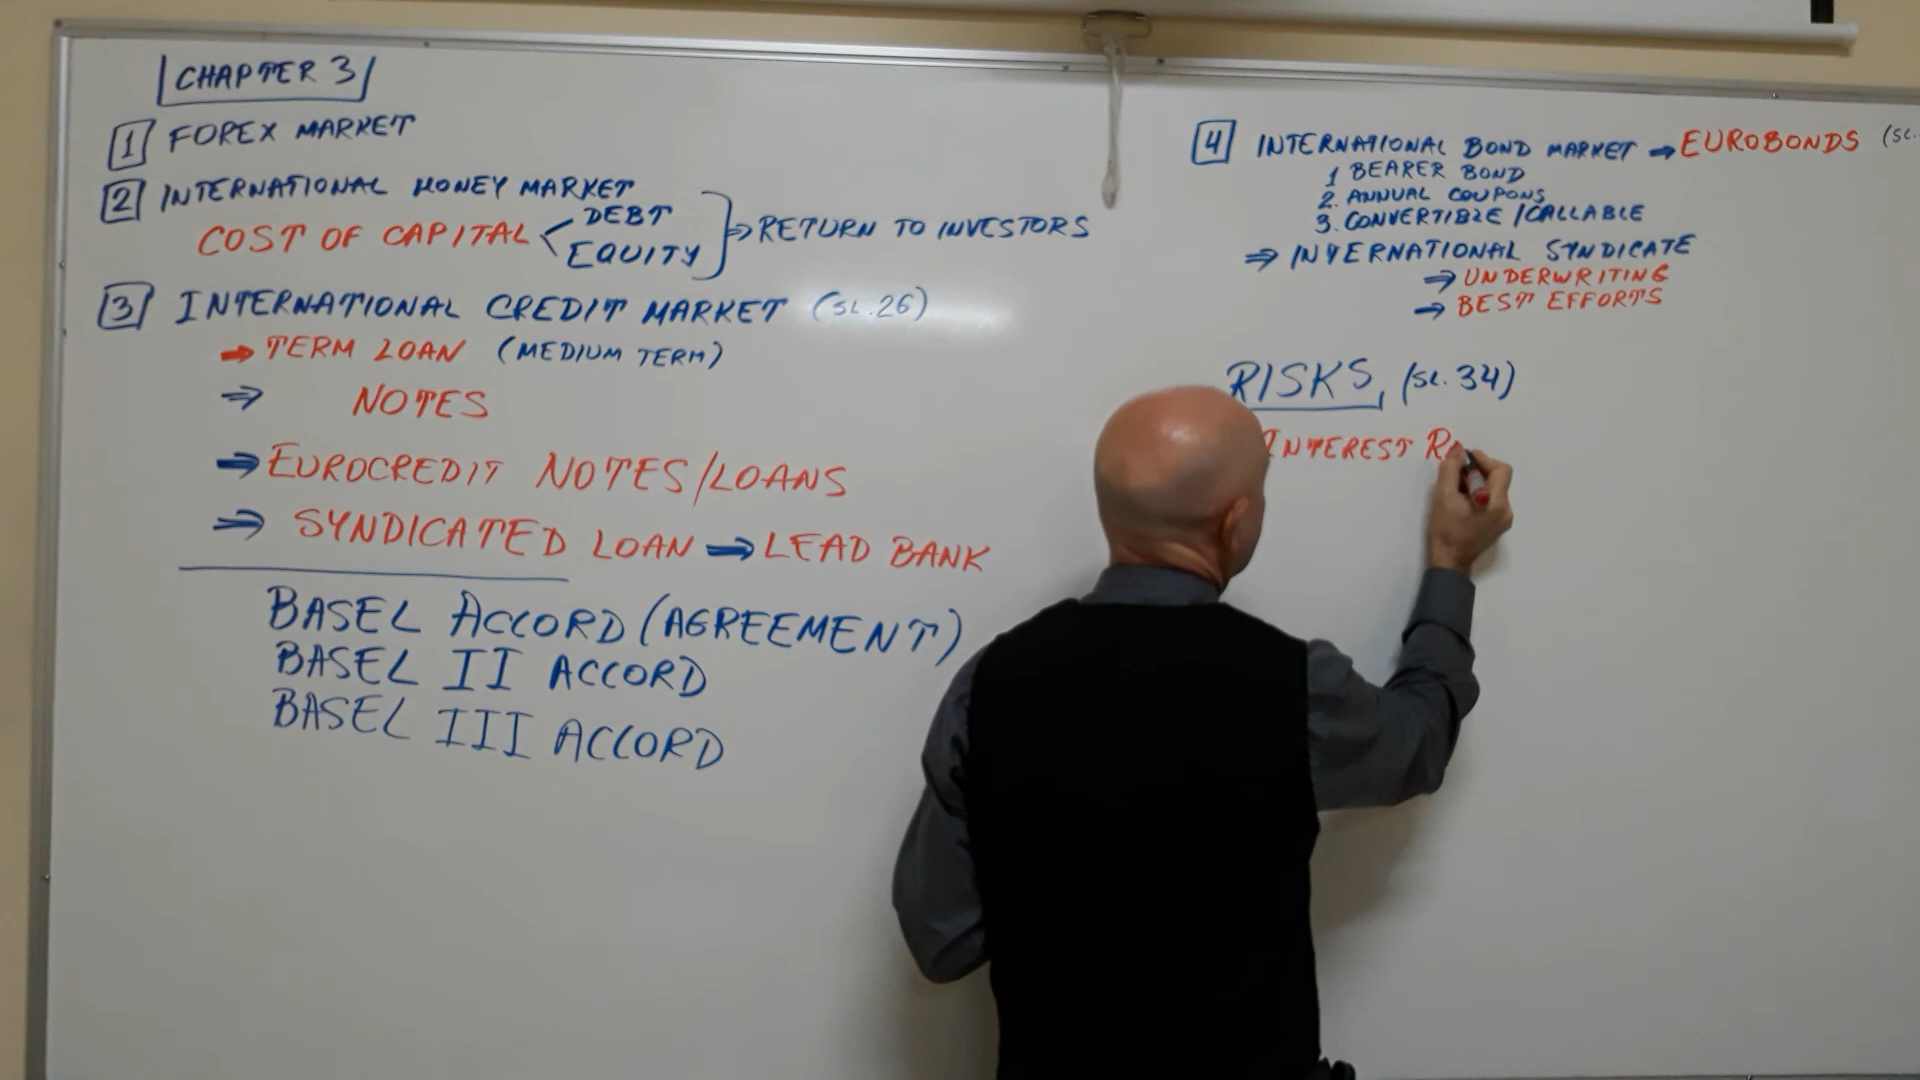 CHAPTER 3
1 FOREX MARKET
2 INTERNATIONAL MONEY MARKET
COST OF CAPITAL DEBT
EQUITY
⇒ RETURN TO INVESTORS
3 INTERNATIONAL CREDIT MARKET (SL.26)
→ TERM LOAN (MEDIUM TERM)
⇒ NOTES
⇒ EUROCREDIT NOTES/LOANS
⇒ SYNDICATED LOAN ⇒ LEAD BANK
BASEL ACCORD (AGREEMENT)
BASEL II ACCORD
BASEL III ACCORD
4 INTERNATIONAL BOND MARKET → EUROBONDS (SL.
1 BEARER BOND
2. ANNUAL COUPONS
3. CONVERTIBLE /CALLABLE
⇒ INTERNATIONAL SYNDICATE
⇒ UNDERWRITING
⇒ BEST EFFORTS
RISKS, (SL. 34)
INTEREST RA